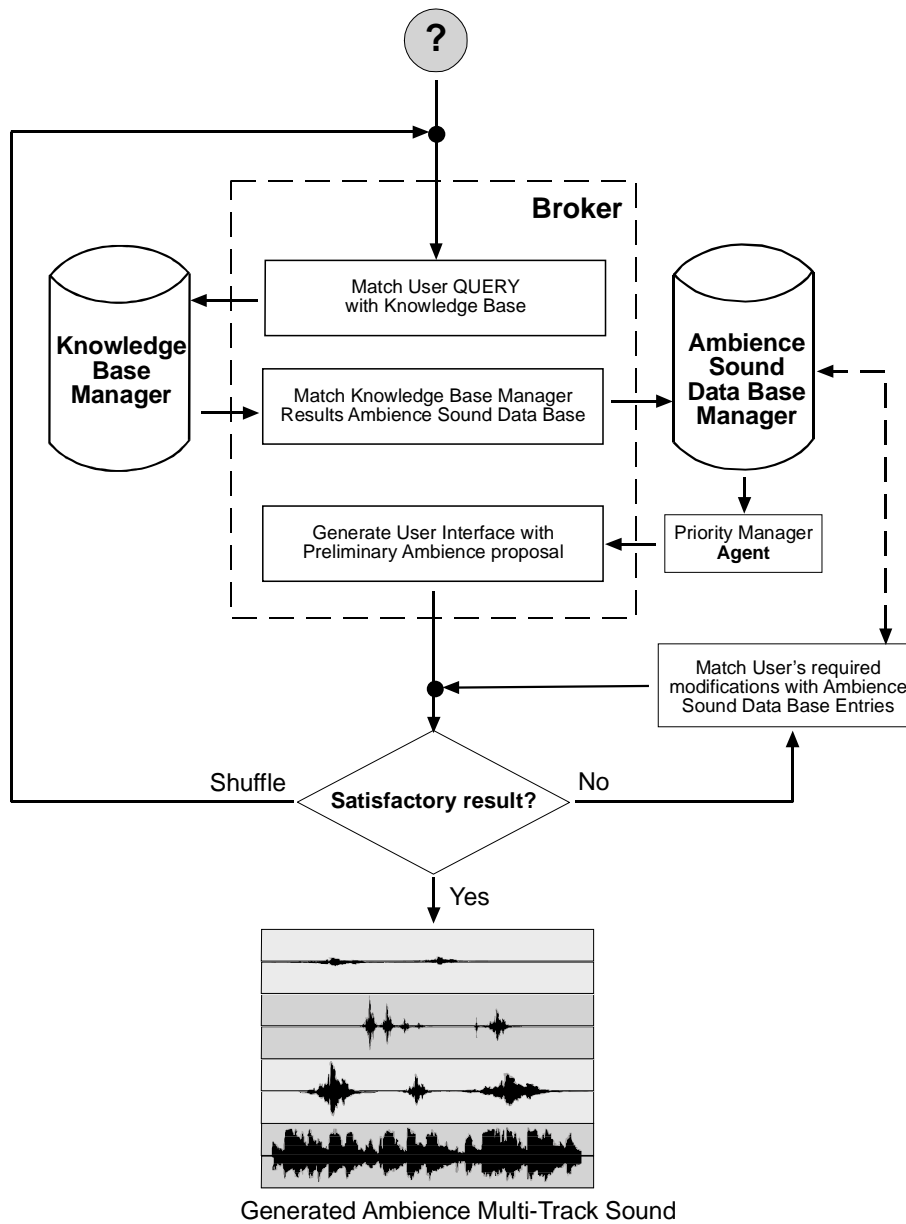 ?
Broker
Match User QUERY
with Knowledge Base
Knowledge
Base
Manager
Ambience
Sound
Data Base
Manager
Match Knowledge Base Manager
Results Ambience Sound Data Base
Generate User Interface with
Preliminary Ambience proposal
Priority Manager
Agent
Match User’s required
modifications with Ambience
Sound Data Base Entries
Shuffle
Satisfactory result?
No
Yes
Generated Ambience Multi-Track Sound